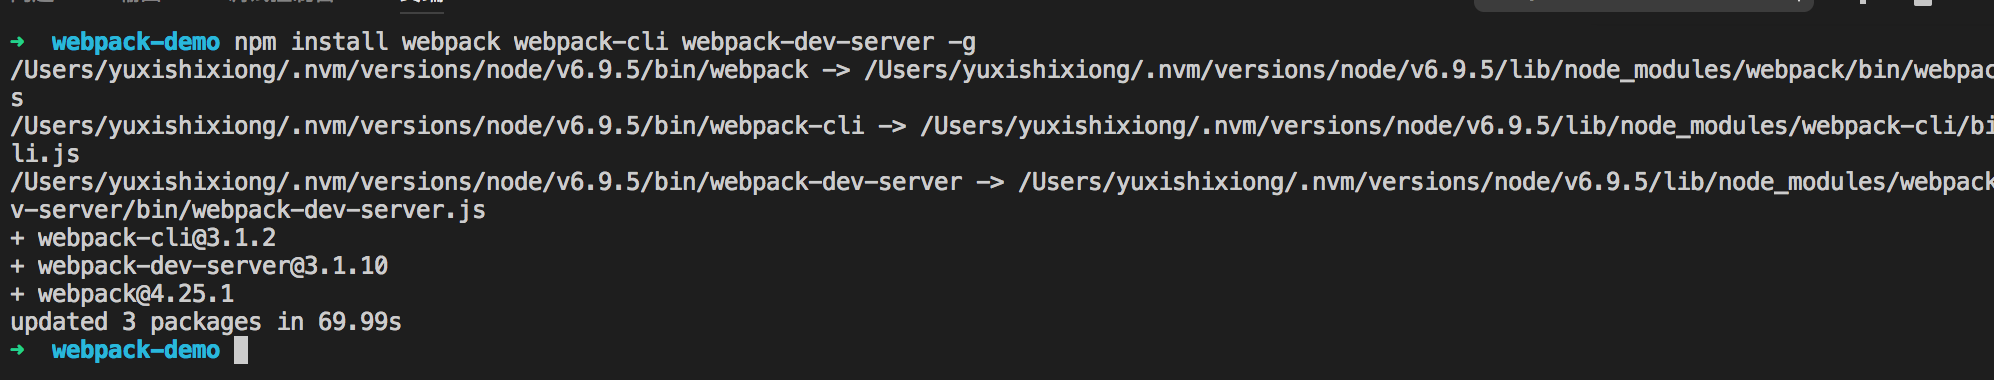 ➜  webpack-demo npm install webpack webpack-cli webpack-dev-server -g
/Users/yuxishixiong/.nvm/versions/node/v6.9.5/bin/webpack -> /Users/yuxishixiong/.nvm/versions/node/v6.9.5/lib/node_modules/webpack/bin/webpac
s
/Users/yuxishixiong/.nvm/versions/node/v6.9.5/bin/webpack-cli -> /Users/yuxishixiong/.nvm/versions/node/v6.9.5/lib/node_modules/webpack-cli/bi
li.js
/Users/yuxishixiong/.nvm/versions/node/v6.9.5/bin/webpack-dev-server -> /Users/yuxishixiong/.nvm/versions/node/v6.9.5/lib/node_modules/webpack
v-server/bin/webpack-dev-server.js
+ webpack-cli@3.1.2
+ webpack-dev-server@3.1.10
+ webpack@4.25.1
updated 3 packages in 69.99s
➜  webpack-demo